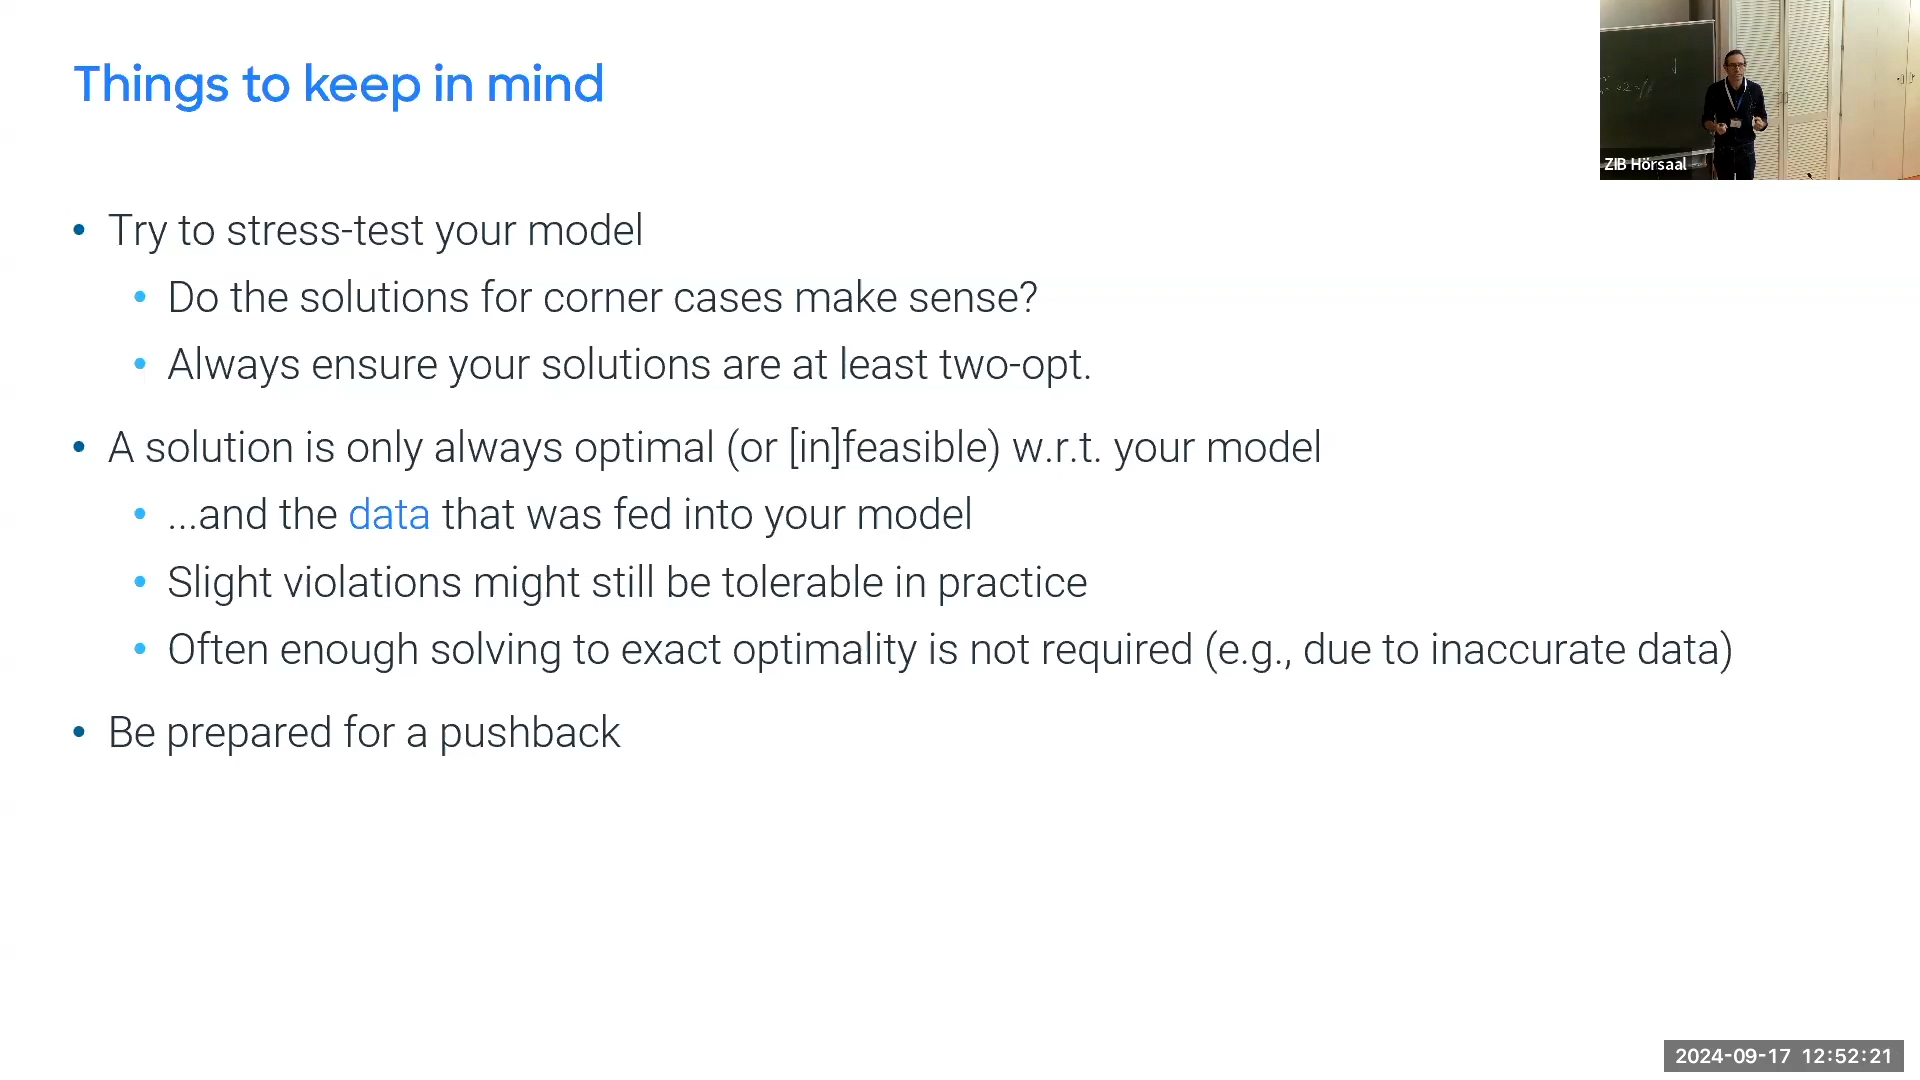 Things to keep in mind
ZIB Hörsaal
• Try to stress-test your model
• Do the solutions for corner cases make sense?
• Always ensure your solutions are at least two-opt.
• A solution is only always optimal (or [in]feasible) w.r.t. your model
• ...and the data that was fed into your model
• Slight violations might still be tolerable in practice
• Often enough solving to exact optimality is not required (e.g., due to inaccurate data)
• Be prepared for a pushback
2024-09-17 12:52:21